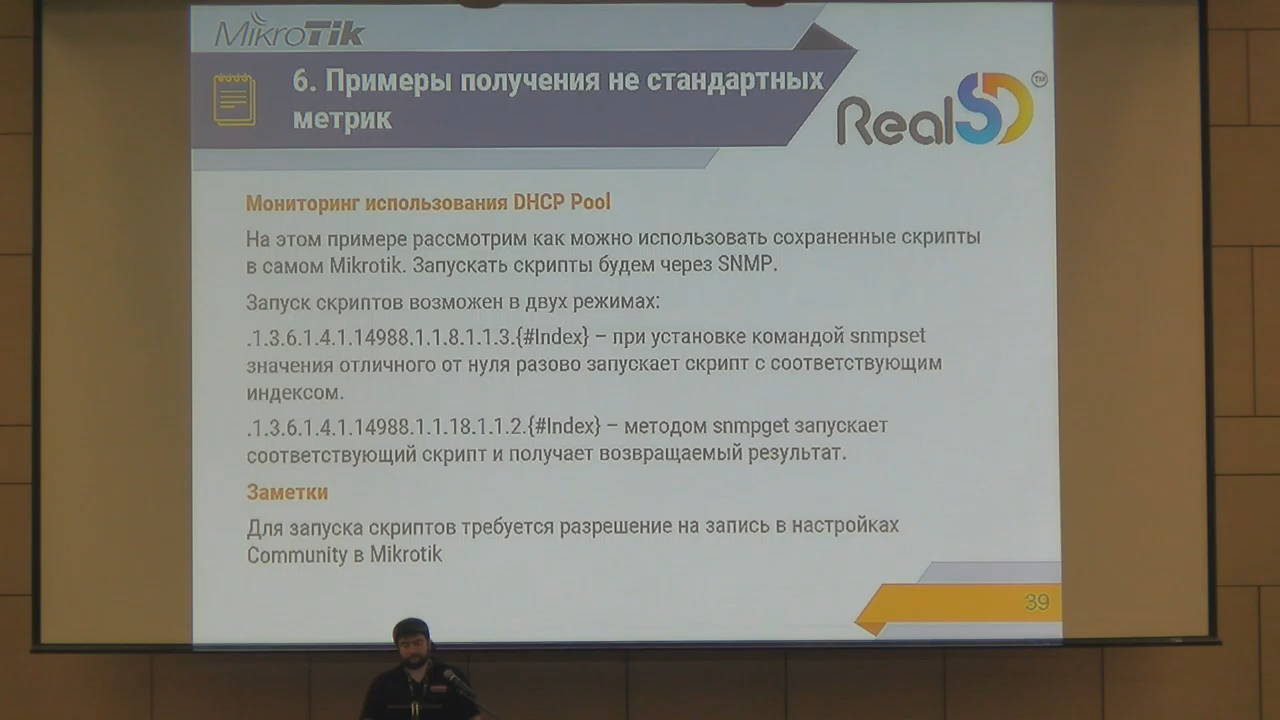 MikroTik
6. Примеры получения не стандартных
метрик
RealSD TM
Мониторинг использования DHCP Pool
На этом примере рассмотрим как можно использовать сохраненные скрипты
в самом Mikrotik. Запускать скрипты будем через SNMP.
Запуск скриптов возможен в двух режимах:
.1.3.6.1.4.1.14988.1.1.8.1.1.3.{#Index} – при установке командой snmpset
значения отличного от нуля разово запускает скрипт с соответствующим
индексом.
.1.3.6.1.4.1.14988.1.1.18.1.1.2.{#Index} – методом snmpget запускает
соответствующий скрипт и получает возвращаемый результат.
Заметки
Для запуска скриптов требуется разрешение на запись в настройках
Community в Mikrotik
39